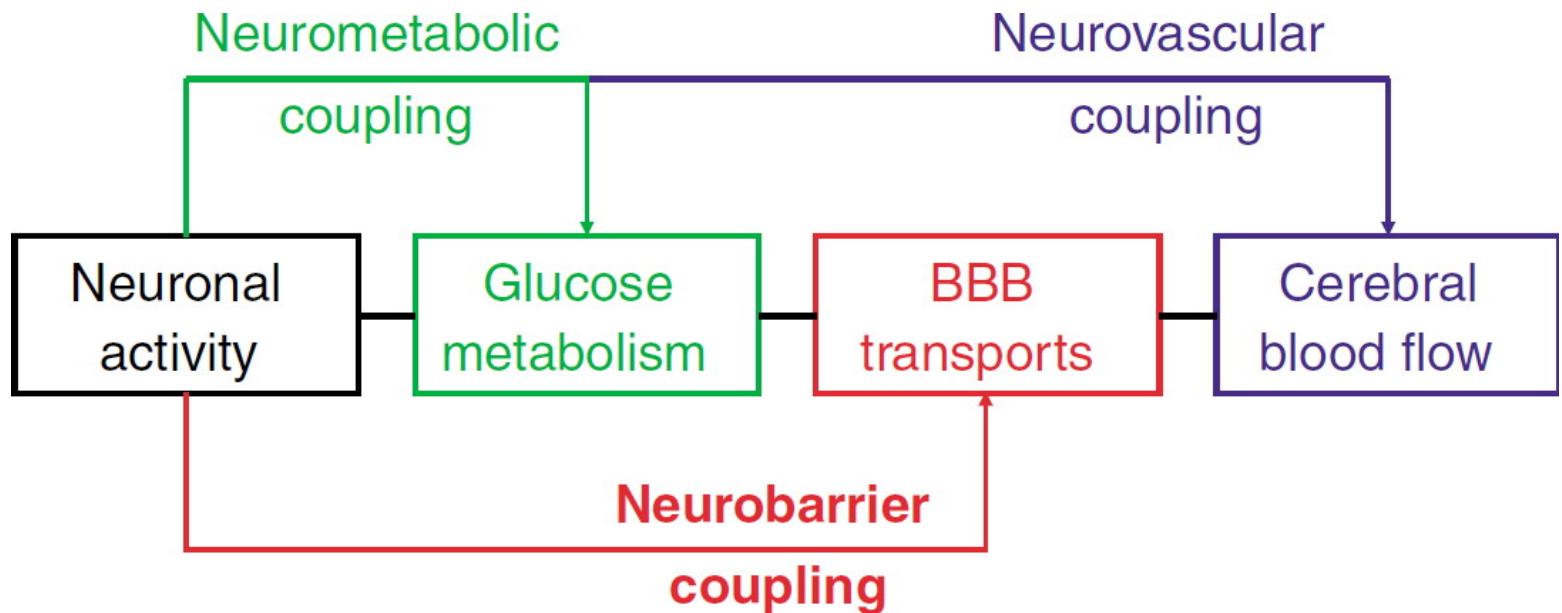 Neurometabolic
coupling
Neurovascular
coupling
Neuronal
activity
Glucose
metabolism
BBB
transports
Cerebral
blood flow
Neurobarrier
coupling